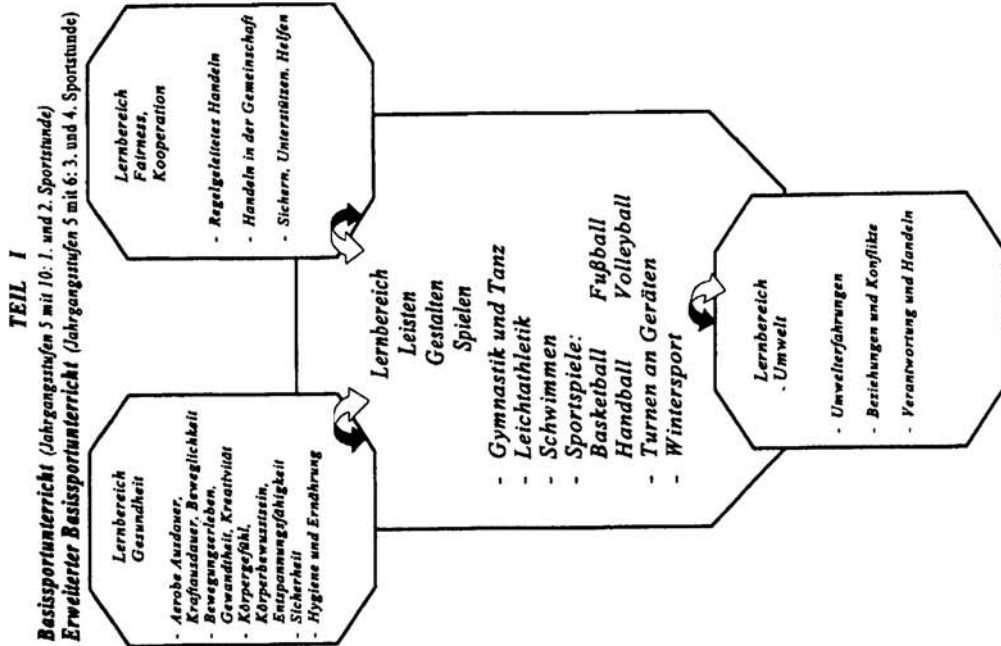 TEIL I
Basissportunterricht (Jahrgangsstufen 5 mit 10: 1. und 2. Sportstunde)
Erweiterter Basissportunterricht (Jahrgangsstufen 5 mit 6: 3. und 4. Sportstunde)
Lernbereich
Gesundheit
- Aerobe Ausdauer,
Kraftausdauer, Beweglichkeit
- Bewegungserleben,
Gewandtheit, Kreativität
- Körpergefühl,
Körperbewusstsein,
Entspannungsfähigkeit
- Sicherheit
- Hygiene und Ernährung
Lernbereich
Fairness,
Kooperation
- Regelgeleitetes Handeln
- Handeln in der Gemeinschaft
- Sichern, Unterstützen, Helfen
Lernbereich
Leisten
Gestalten
Spielen
- Gymnastik und Tanz
- Leichtathletik
- Schwimmen
- Sportspiele:
Basketball Fußball
Handball Volleyball
- Turnen an Geräten
- Wintersport
Lernbereich
- Umwelt
- Umwelterfahrungen
- Beziehungen und Konflikte
- Verantwortung und Handeln